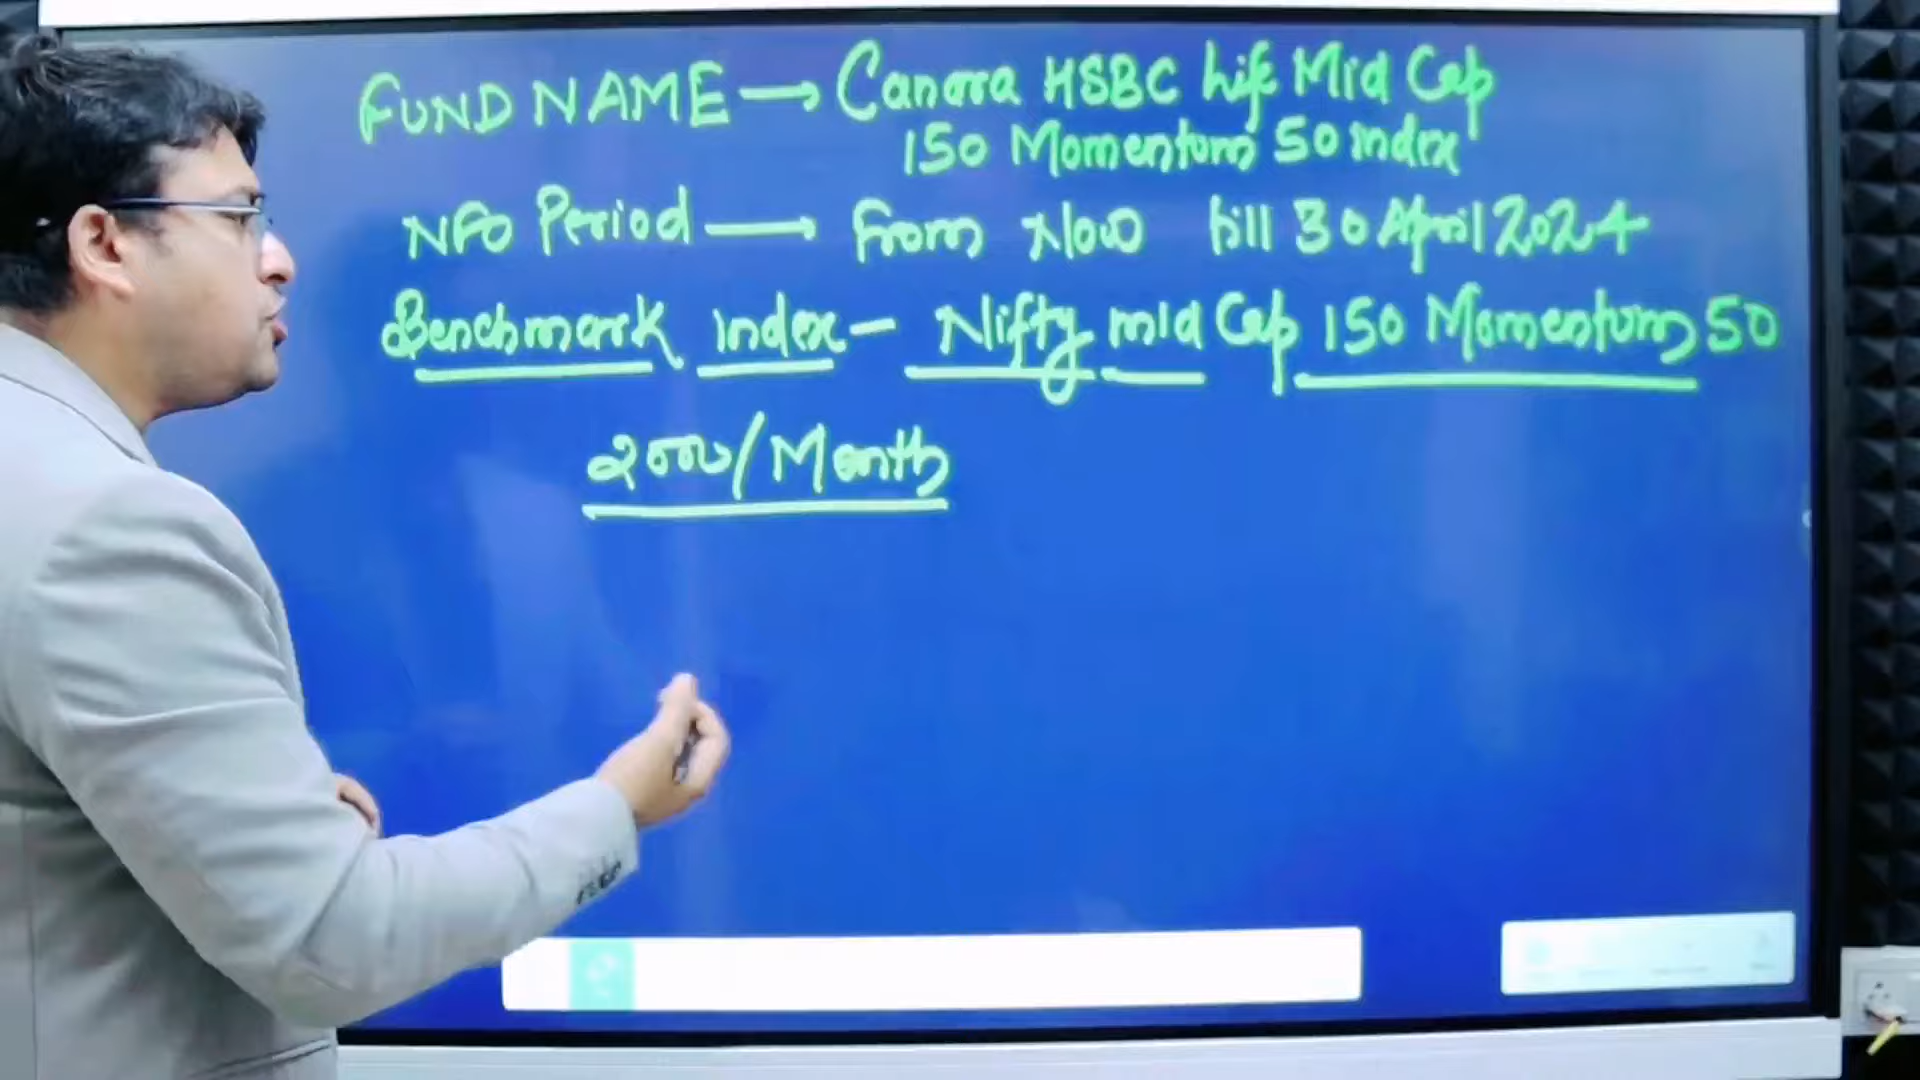 FUND NAME → Canara HSBC Life Mid Cap
150 Momentum 50 index
NFO Period → From Now till 30 April 2024
Benchmark index - Nifty mid Cap 150 Momentum 50
2000/Month